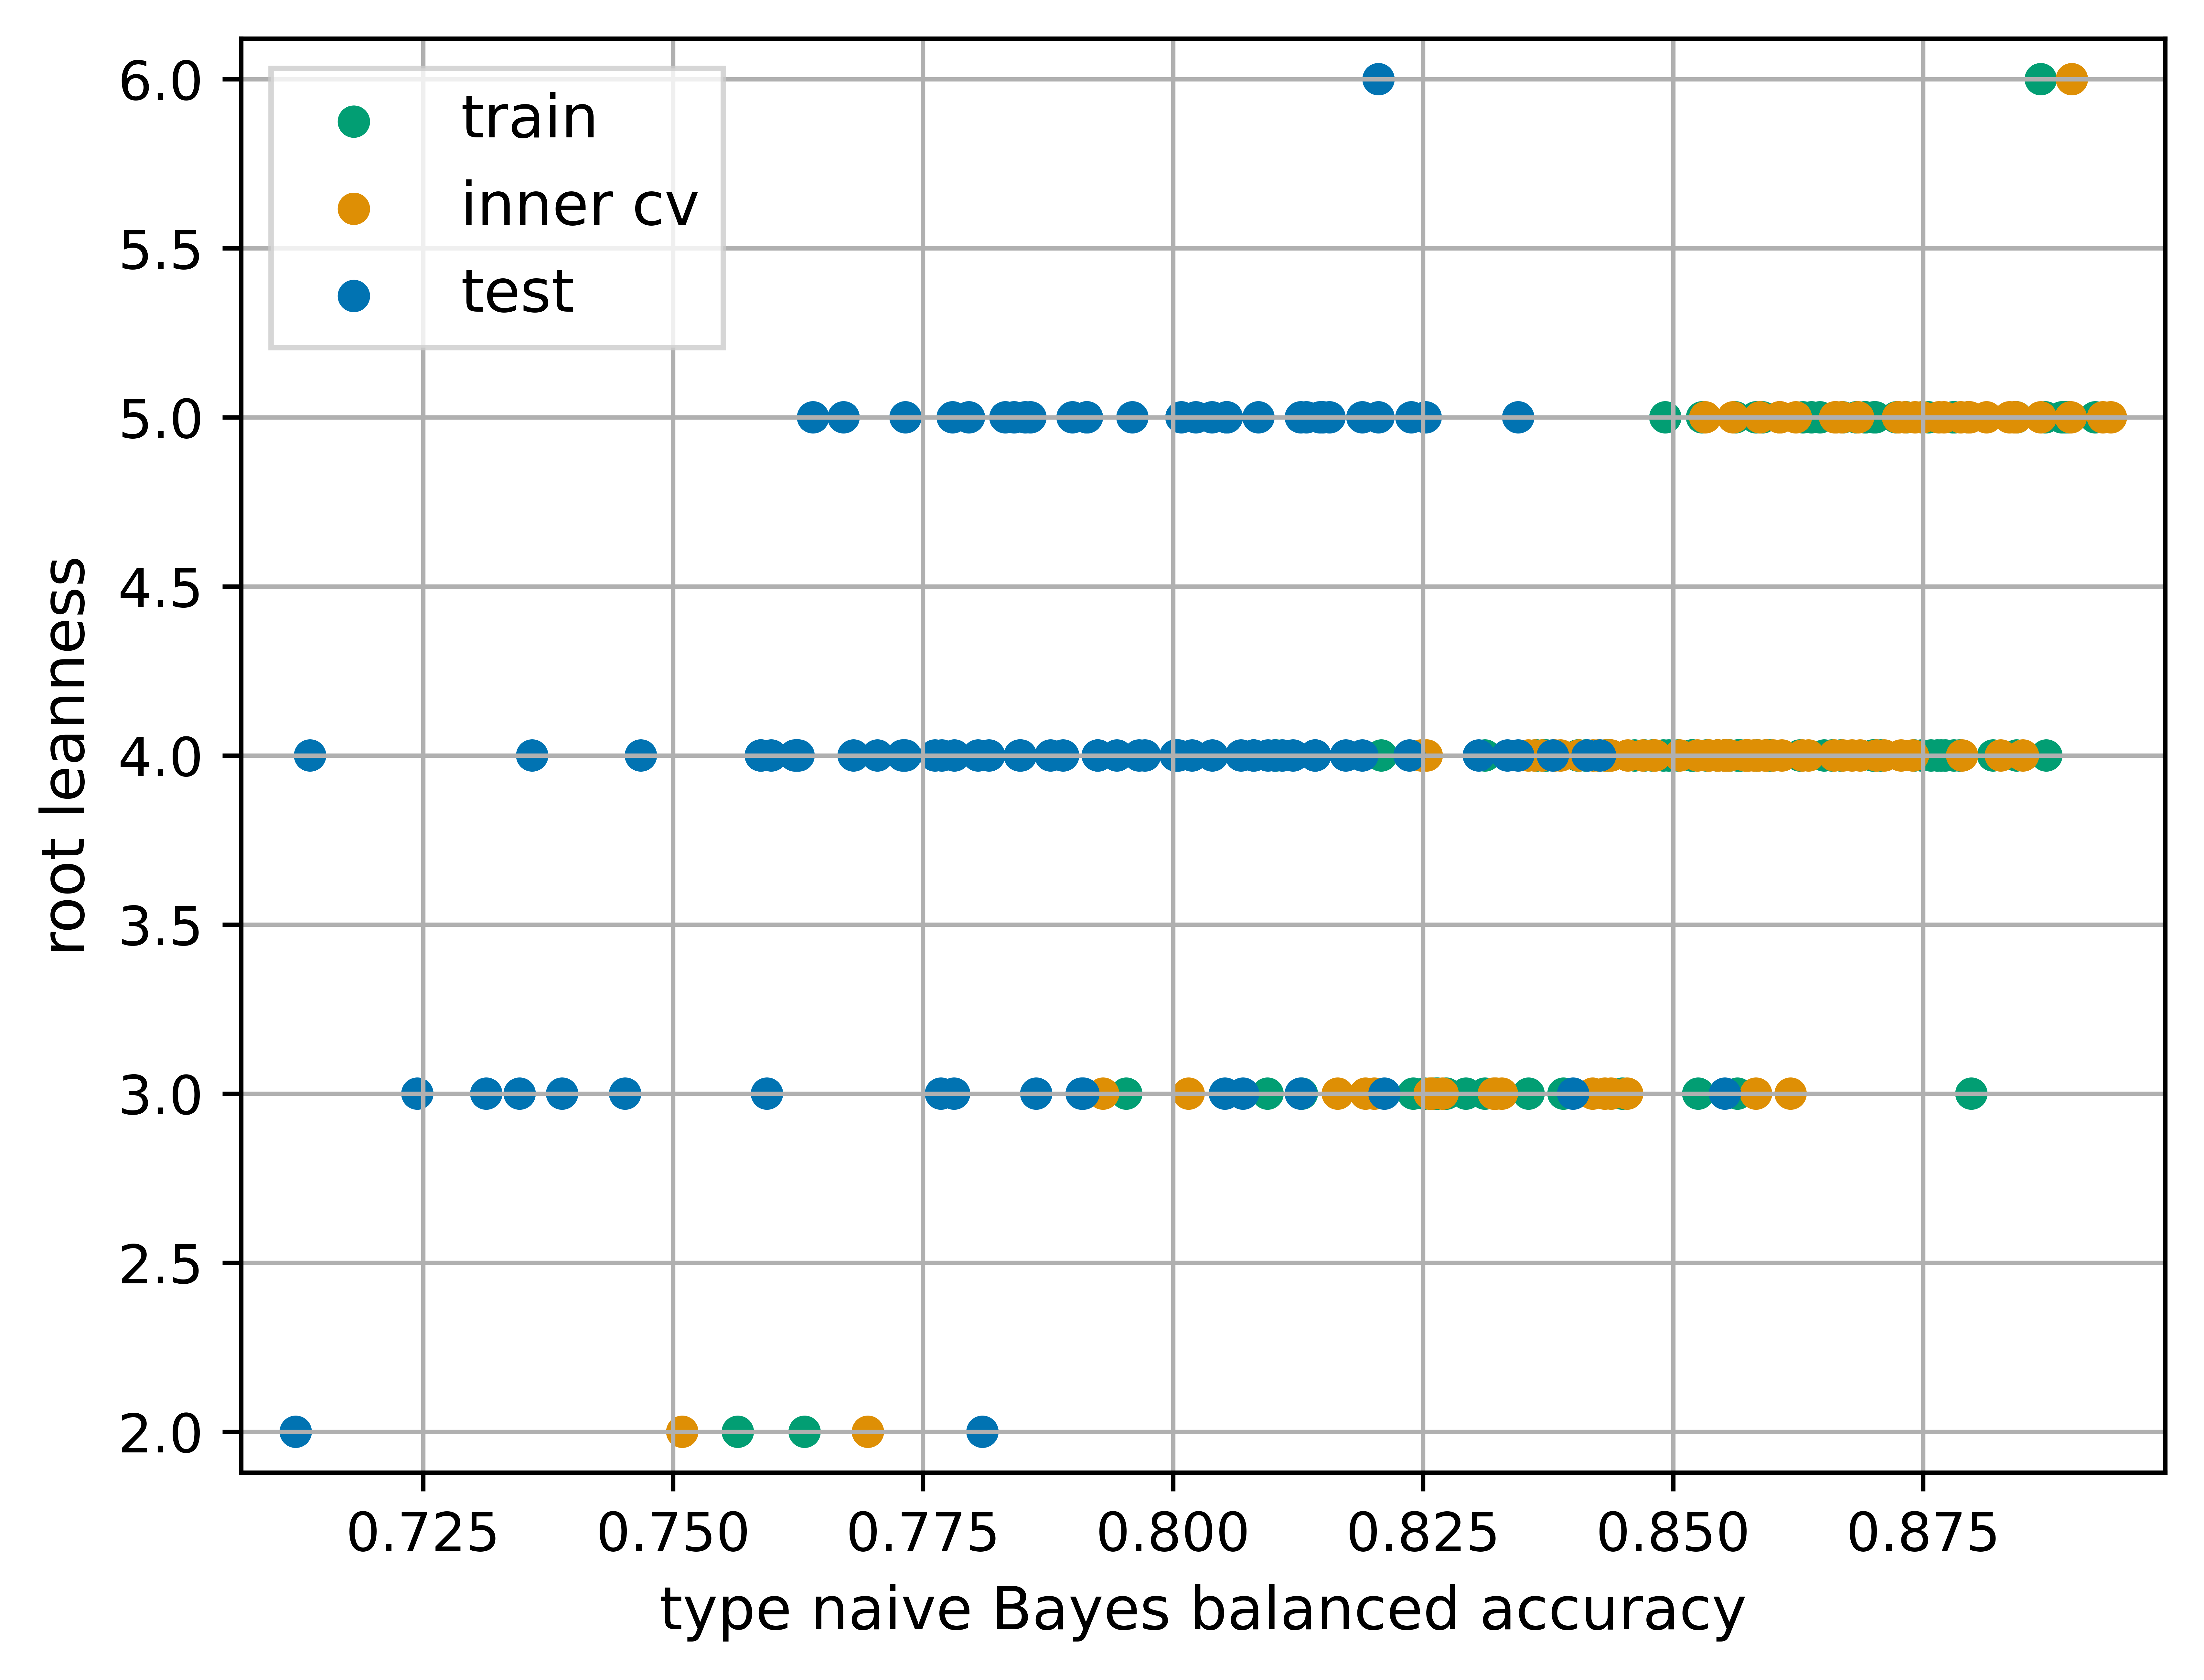 6.0
5.5
5.0
4.5
4.0
3.5
3.0
2.5
2.0
root leanness
train
inner cv
test
0.725 0.750 0.775 0.800 0.825 0.850 0.875
type naive Bayes balanced accuracy